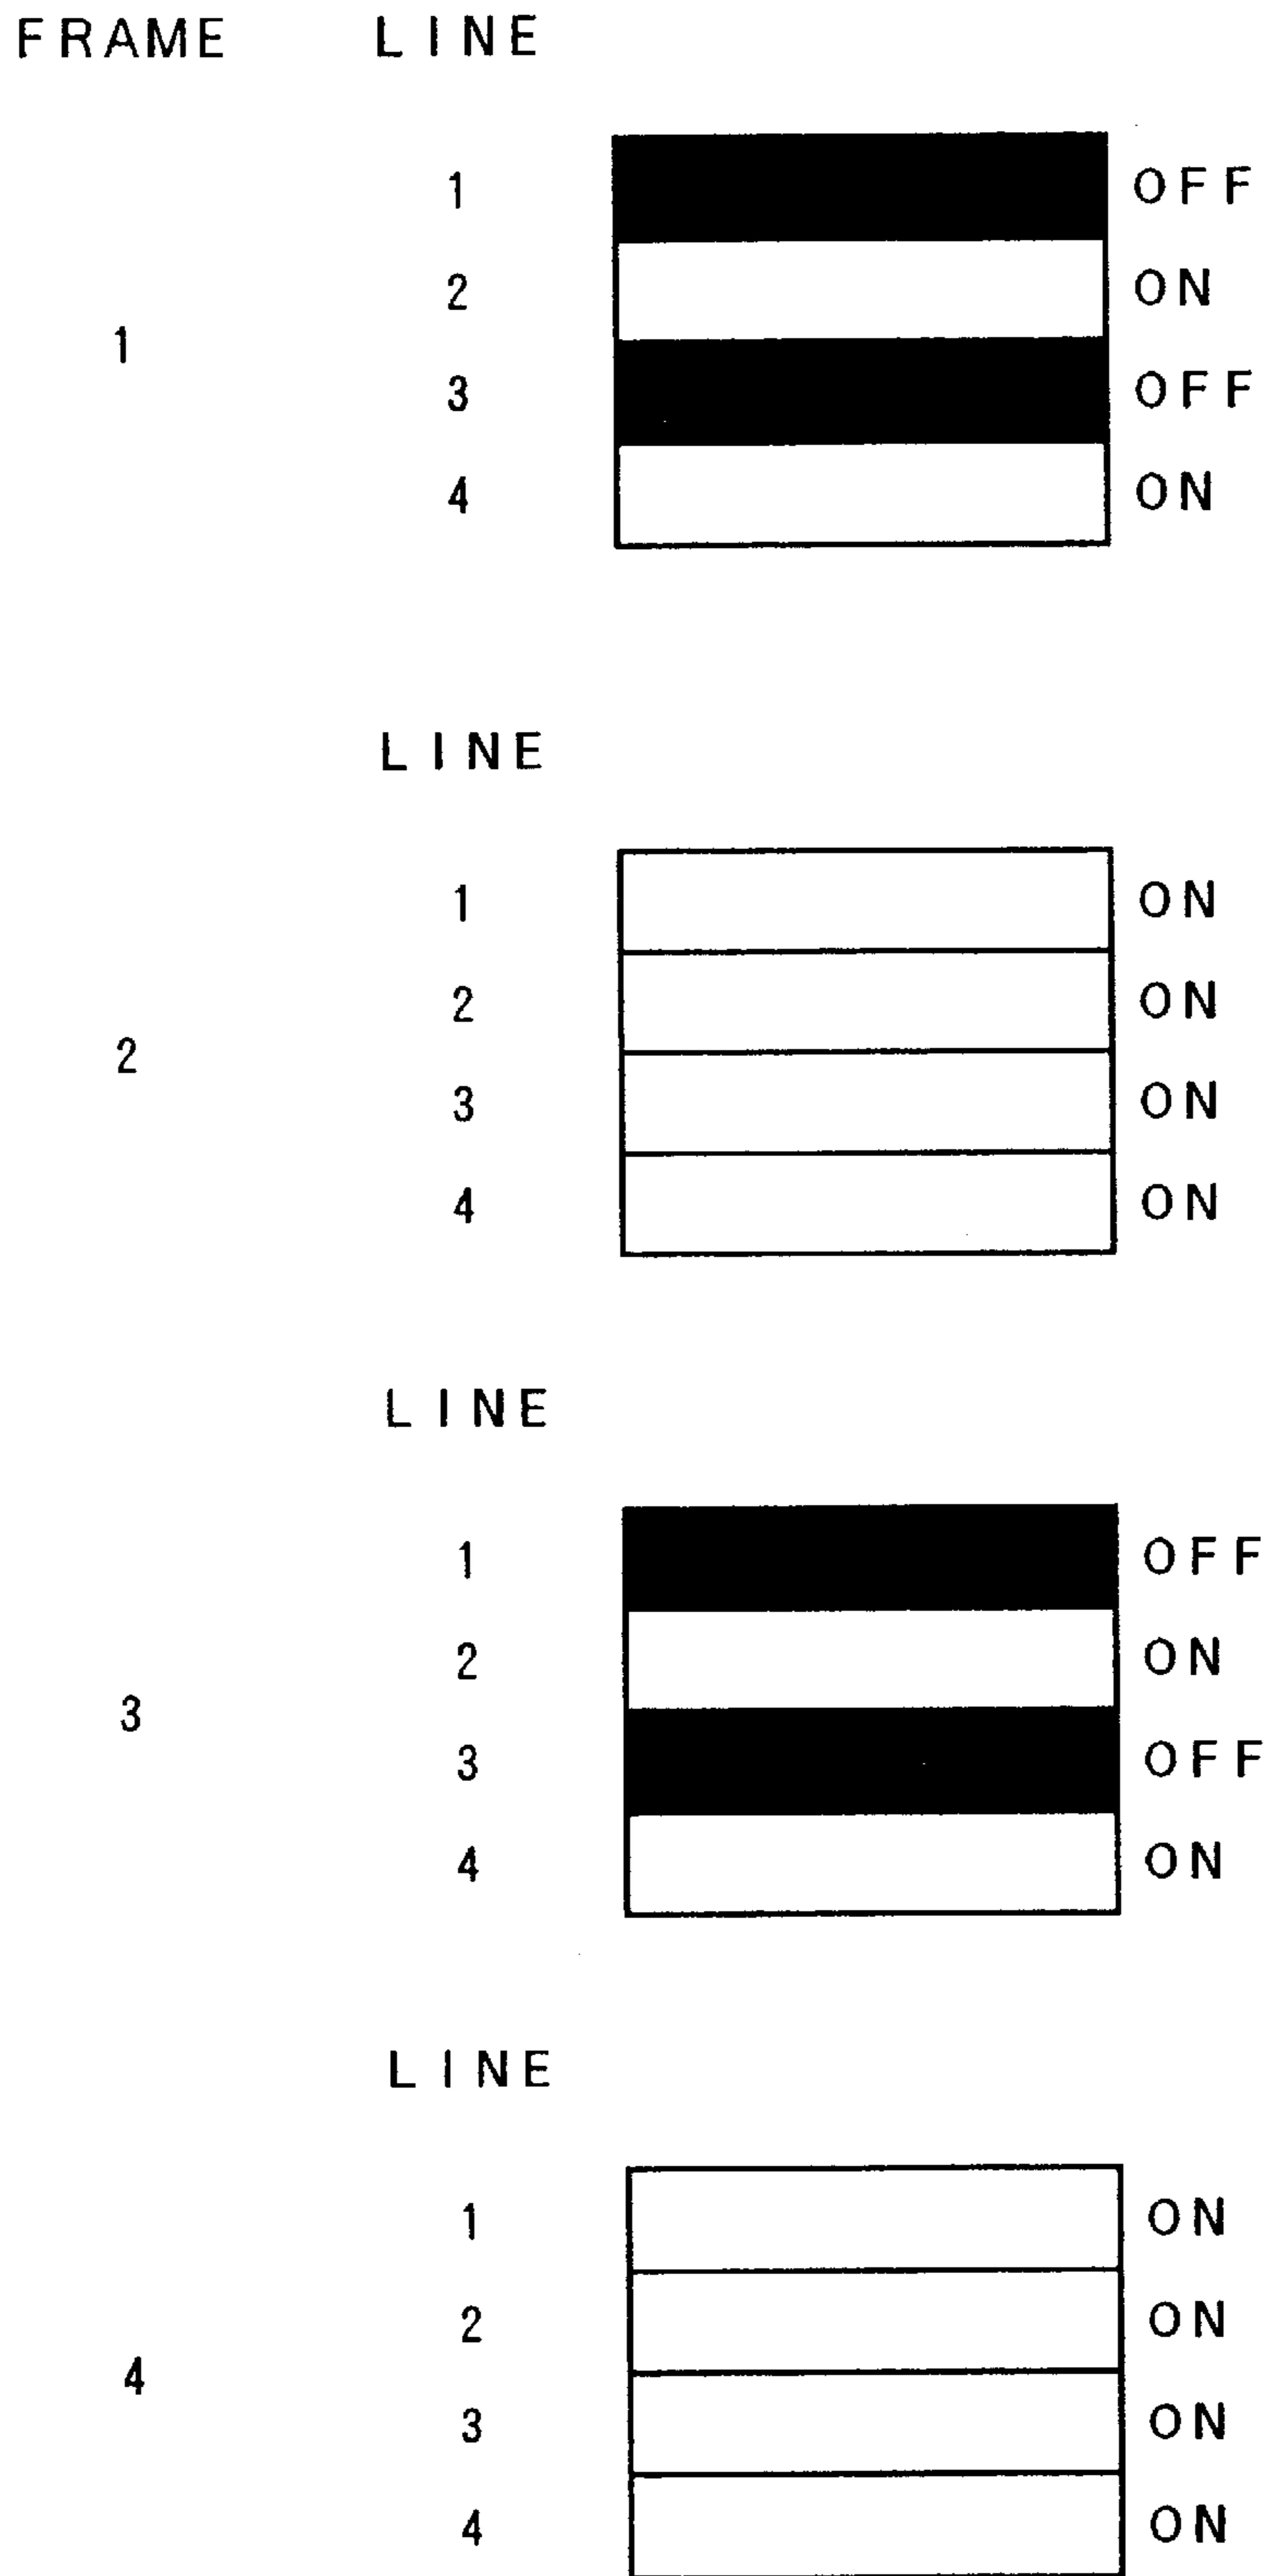 FRAME LINE
1 OFF
2 ON
1
3 OFF
4 ON
LINE
1 ON
2 ON
2
3 ON
4 ON
LINE
1 OFF
2 ON
3
3 OFF
4 ON
LINE
1 ON
2 ON
4
3 ON
4 ON